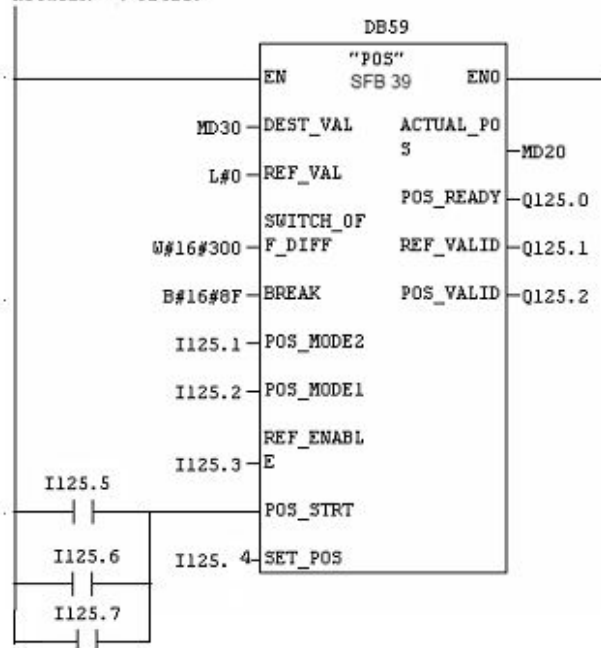 DB59
"POS"
SFB 39
EN ENO
MD30 DEST_VAL ACTUAL_PO
S
MD20
L#0 REF_VAL
POS_READY Q125.0
SWITCH_OF
W#16#300 F_DIFF REF_VALID Q125.1
B#16#8F BREAK POS_VALID Q125.2
I125.1 POS_MODE2
I125.2 POS_MODE1
REF_ENABL
I125.3 E
I125.5
POS_STRT
I125.6
I125. 4 SET_POS
I125.7